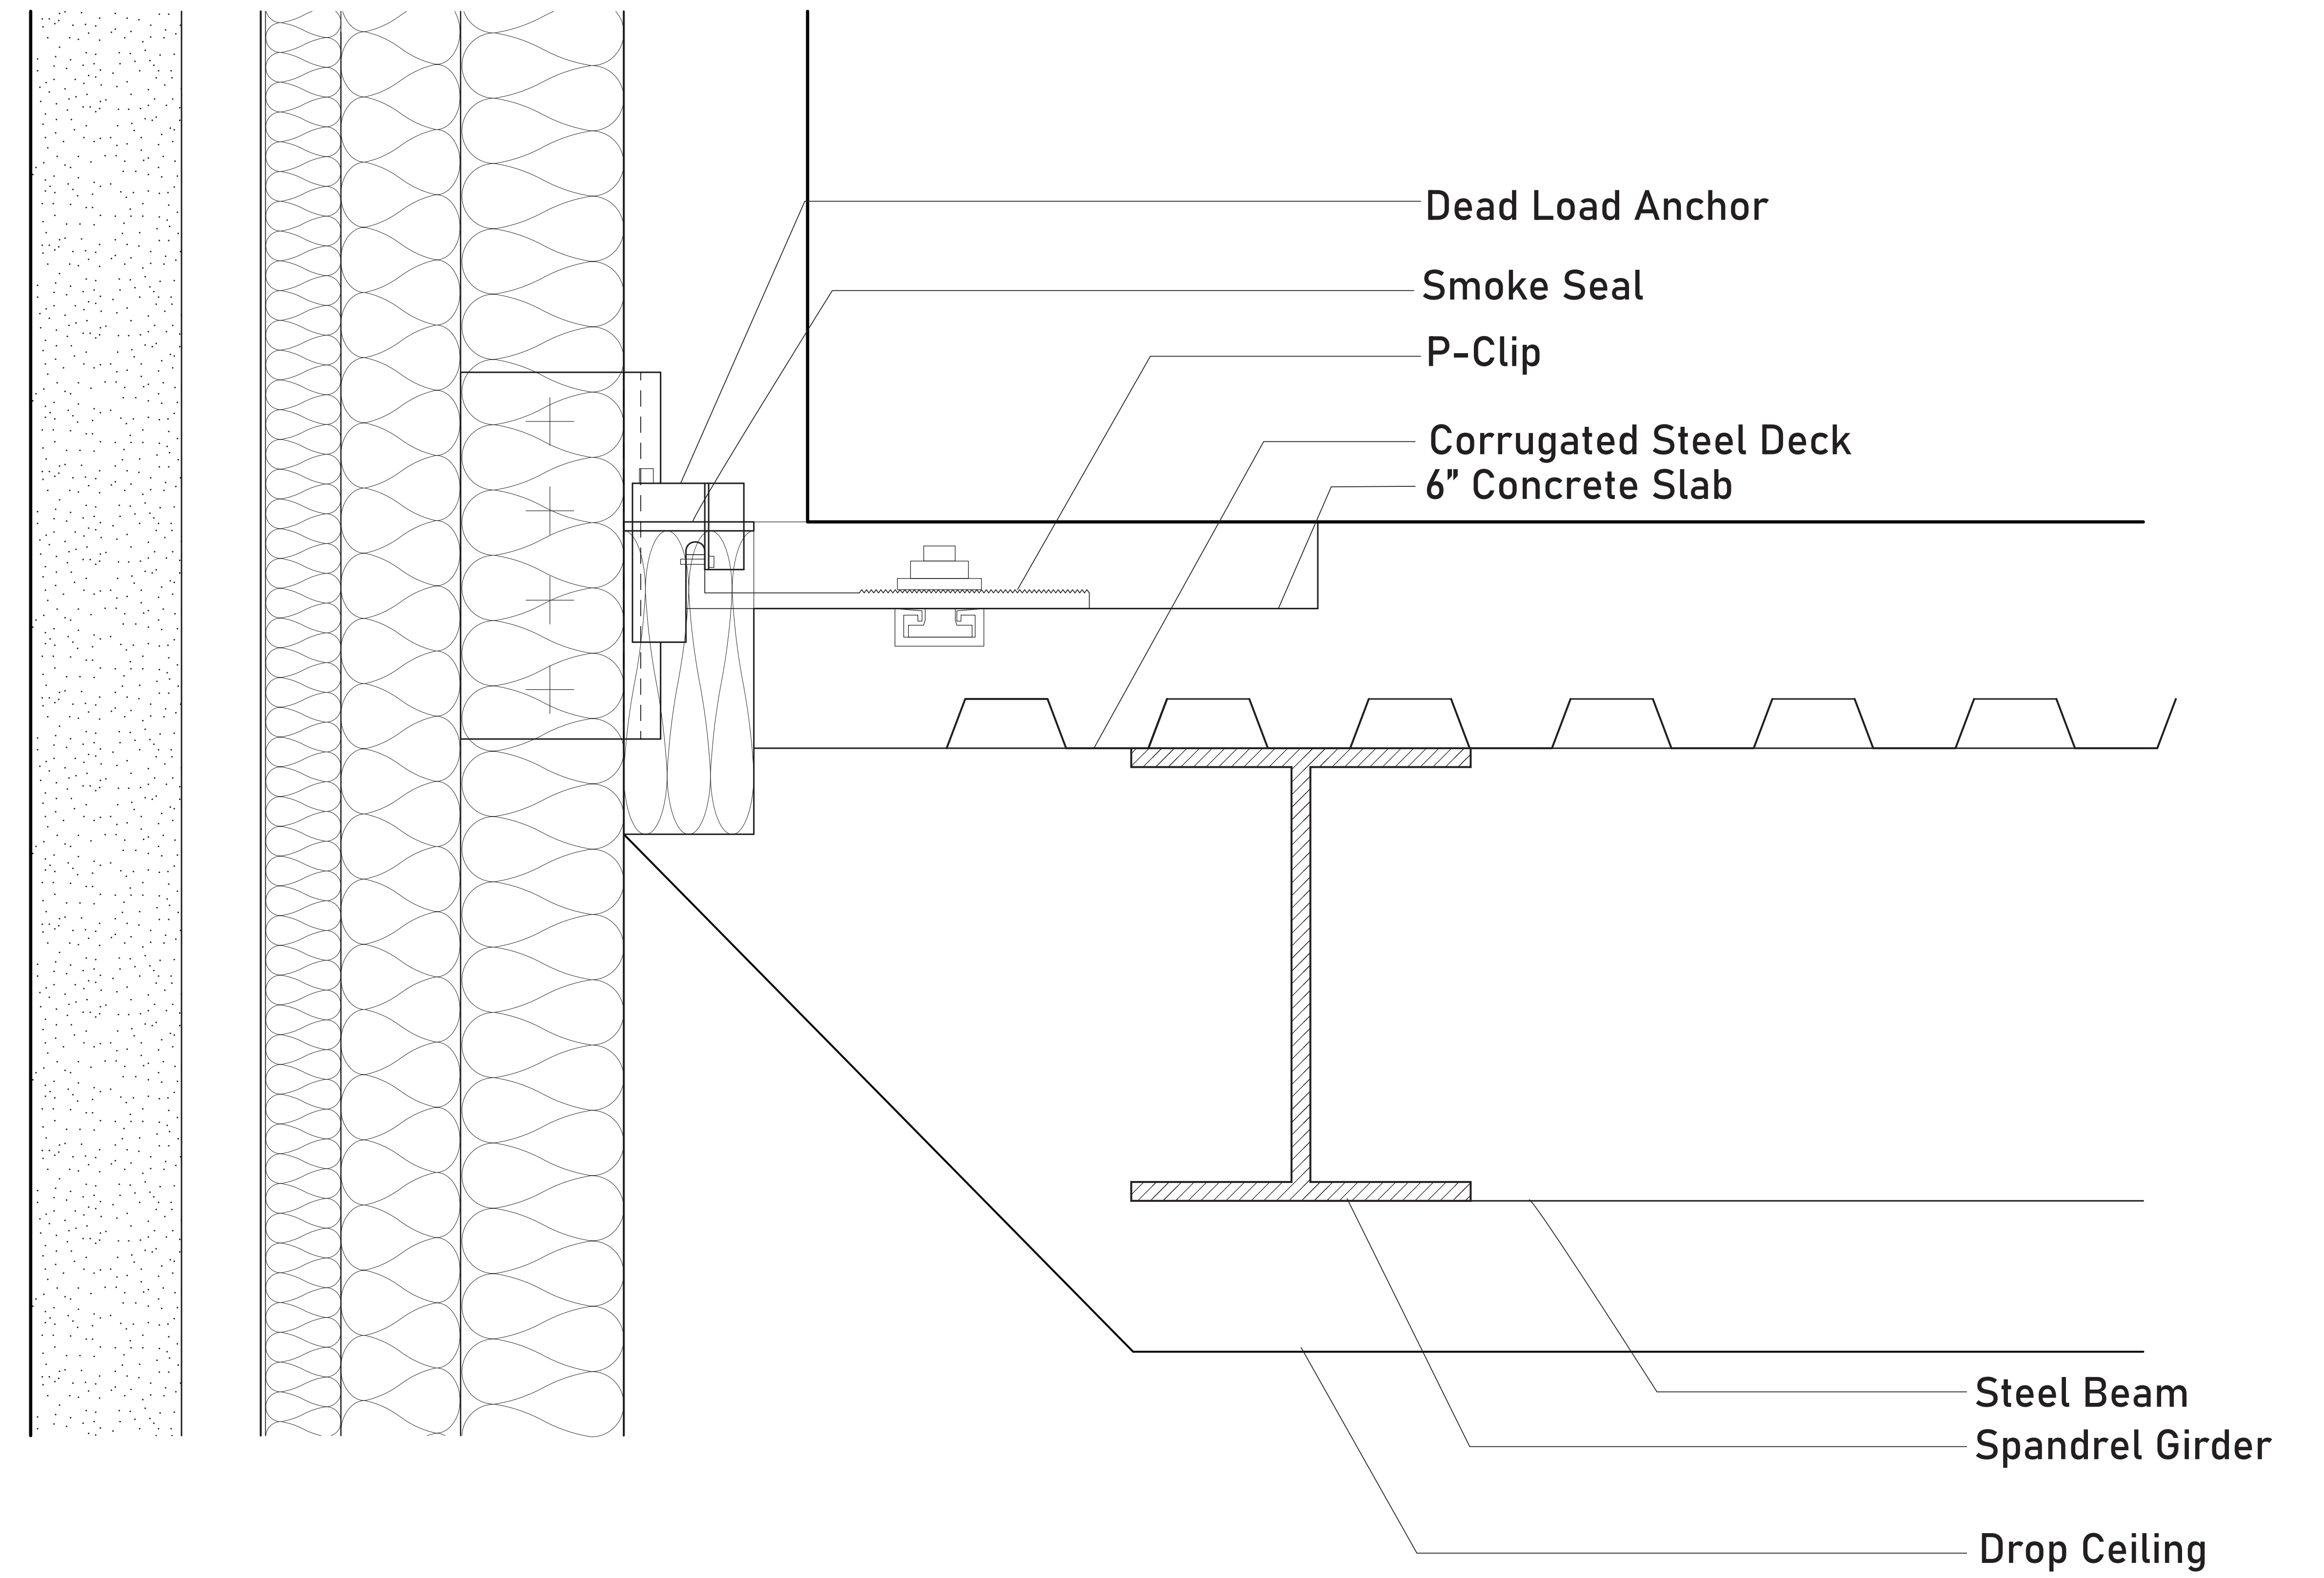 Dead Load Anchor
Smoke Seal
P-Clip
Corrugated Steel Deck
6” Concrete Slab
Steel Beam
Spandrel Girder
Drop Ceiling